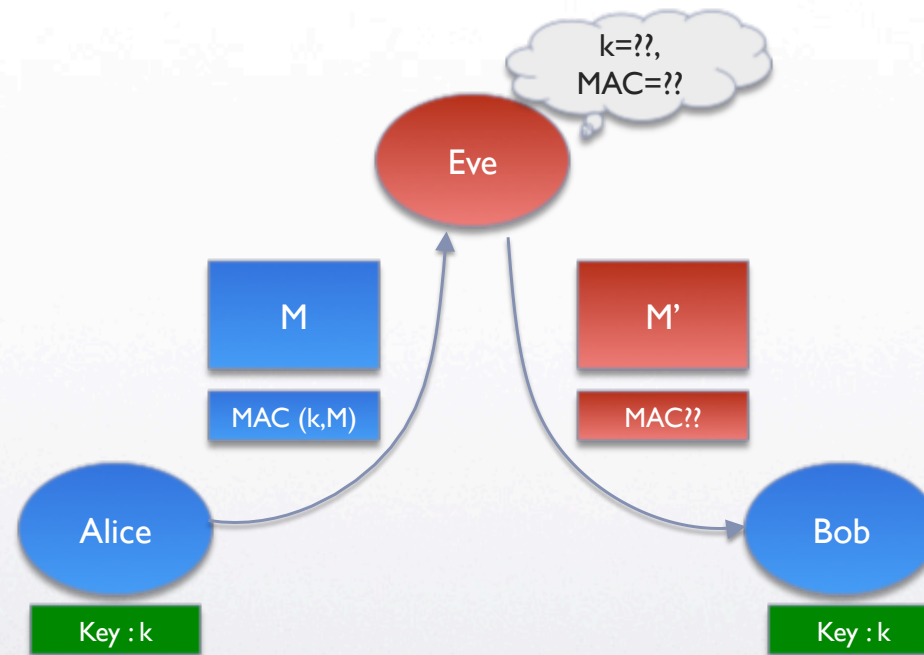 k=??,
MAC=??
Eve
M
M’
MAC (k,M)
MAC??
Alice
Bob
Key : k
Key : k